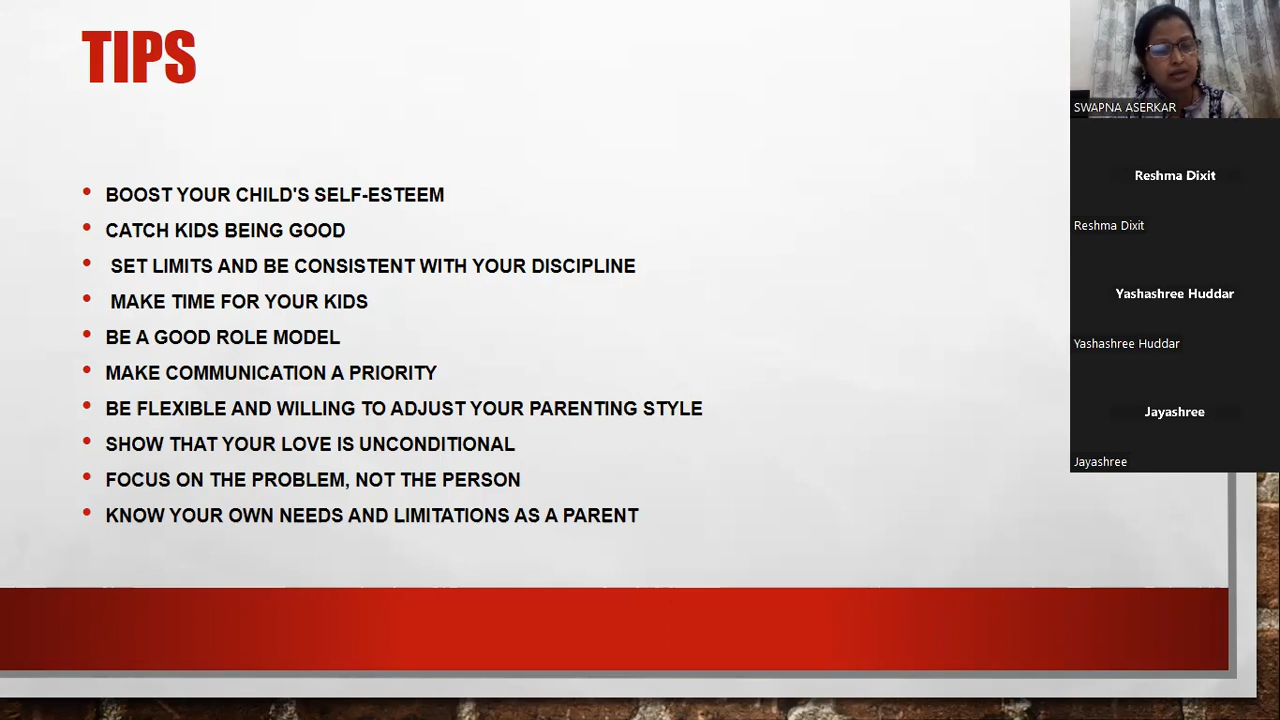 TIPS
BOOST YOUR CHILD'S SELF-ESTEEM
CATCH KIDS BEING GOOD
SET LIMITS AND BE CONSISTENT WITH YOUR DISCIPLINE
MAKE TIME FOR YOUR KIDS
BE A GOOD ROLE MODEL
MAKE COMMUNICATION A PRIORITY
BE FLEXIBLE AND WILLING TO ADJUST YOUR PARENTING STYLE
SHOW THAT YOUR LOVE IS UNCONDITIONAL
FOCUS ON THE PROBLEM, NOT THE PERSON
KNOW YOUR OWN NEEDS AND LIMITATIONS AS A PARENT
SWAPNA ASERKAR
Reshma Dixit
Reshma Dixit
Yashashree Huddar
Yashashree Huddar
Jayashree
Jayashree